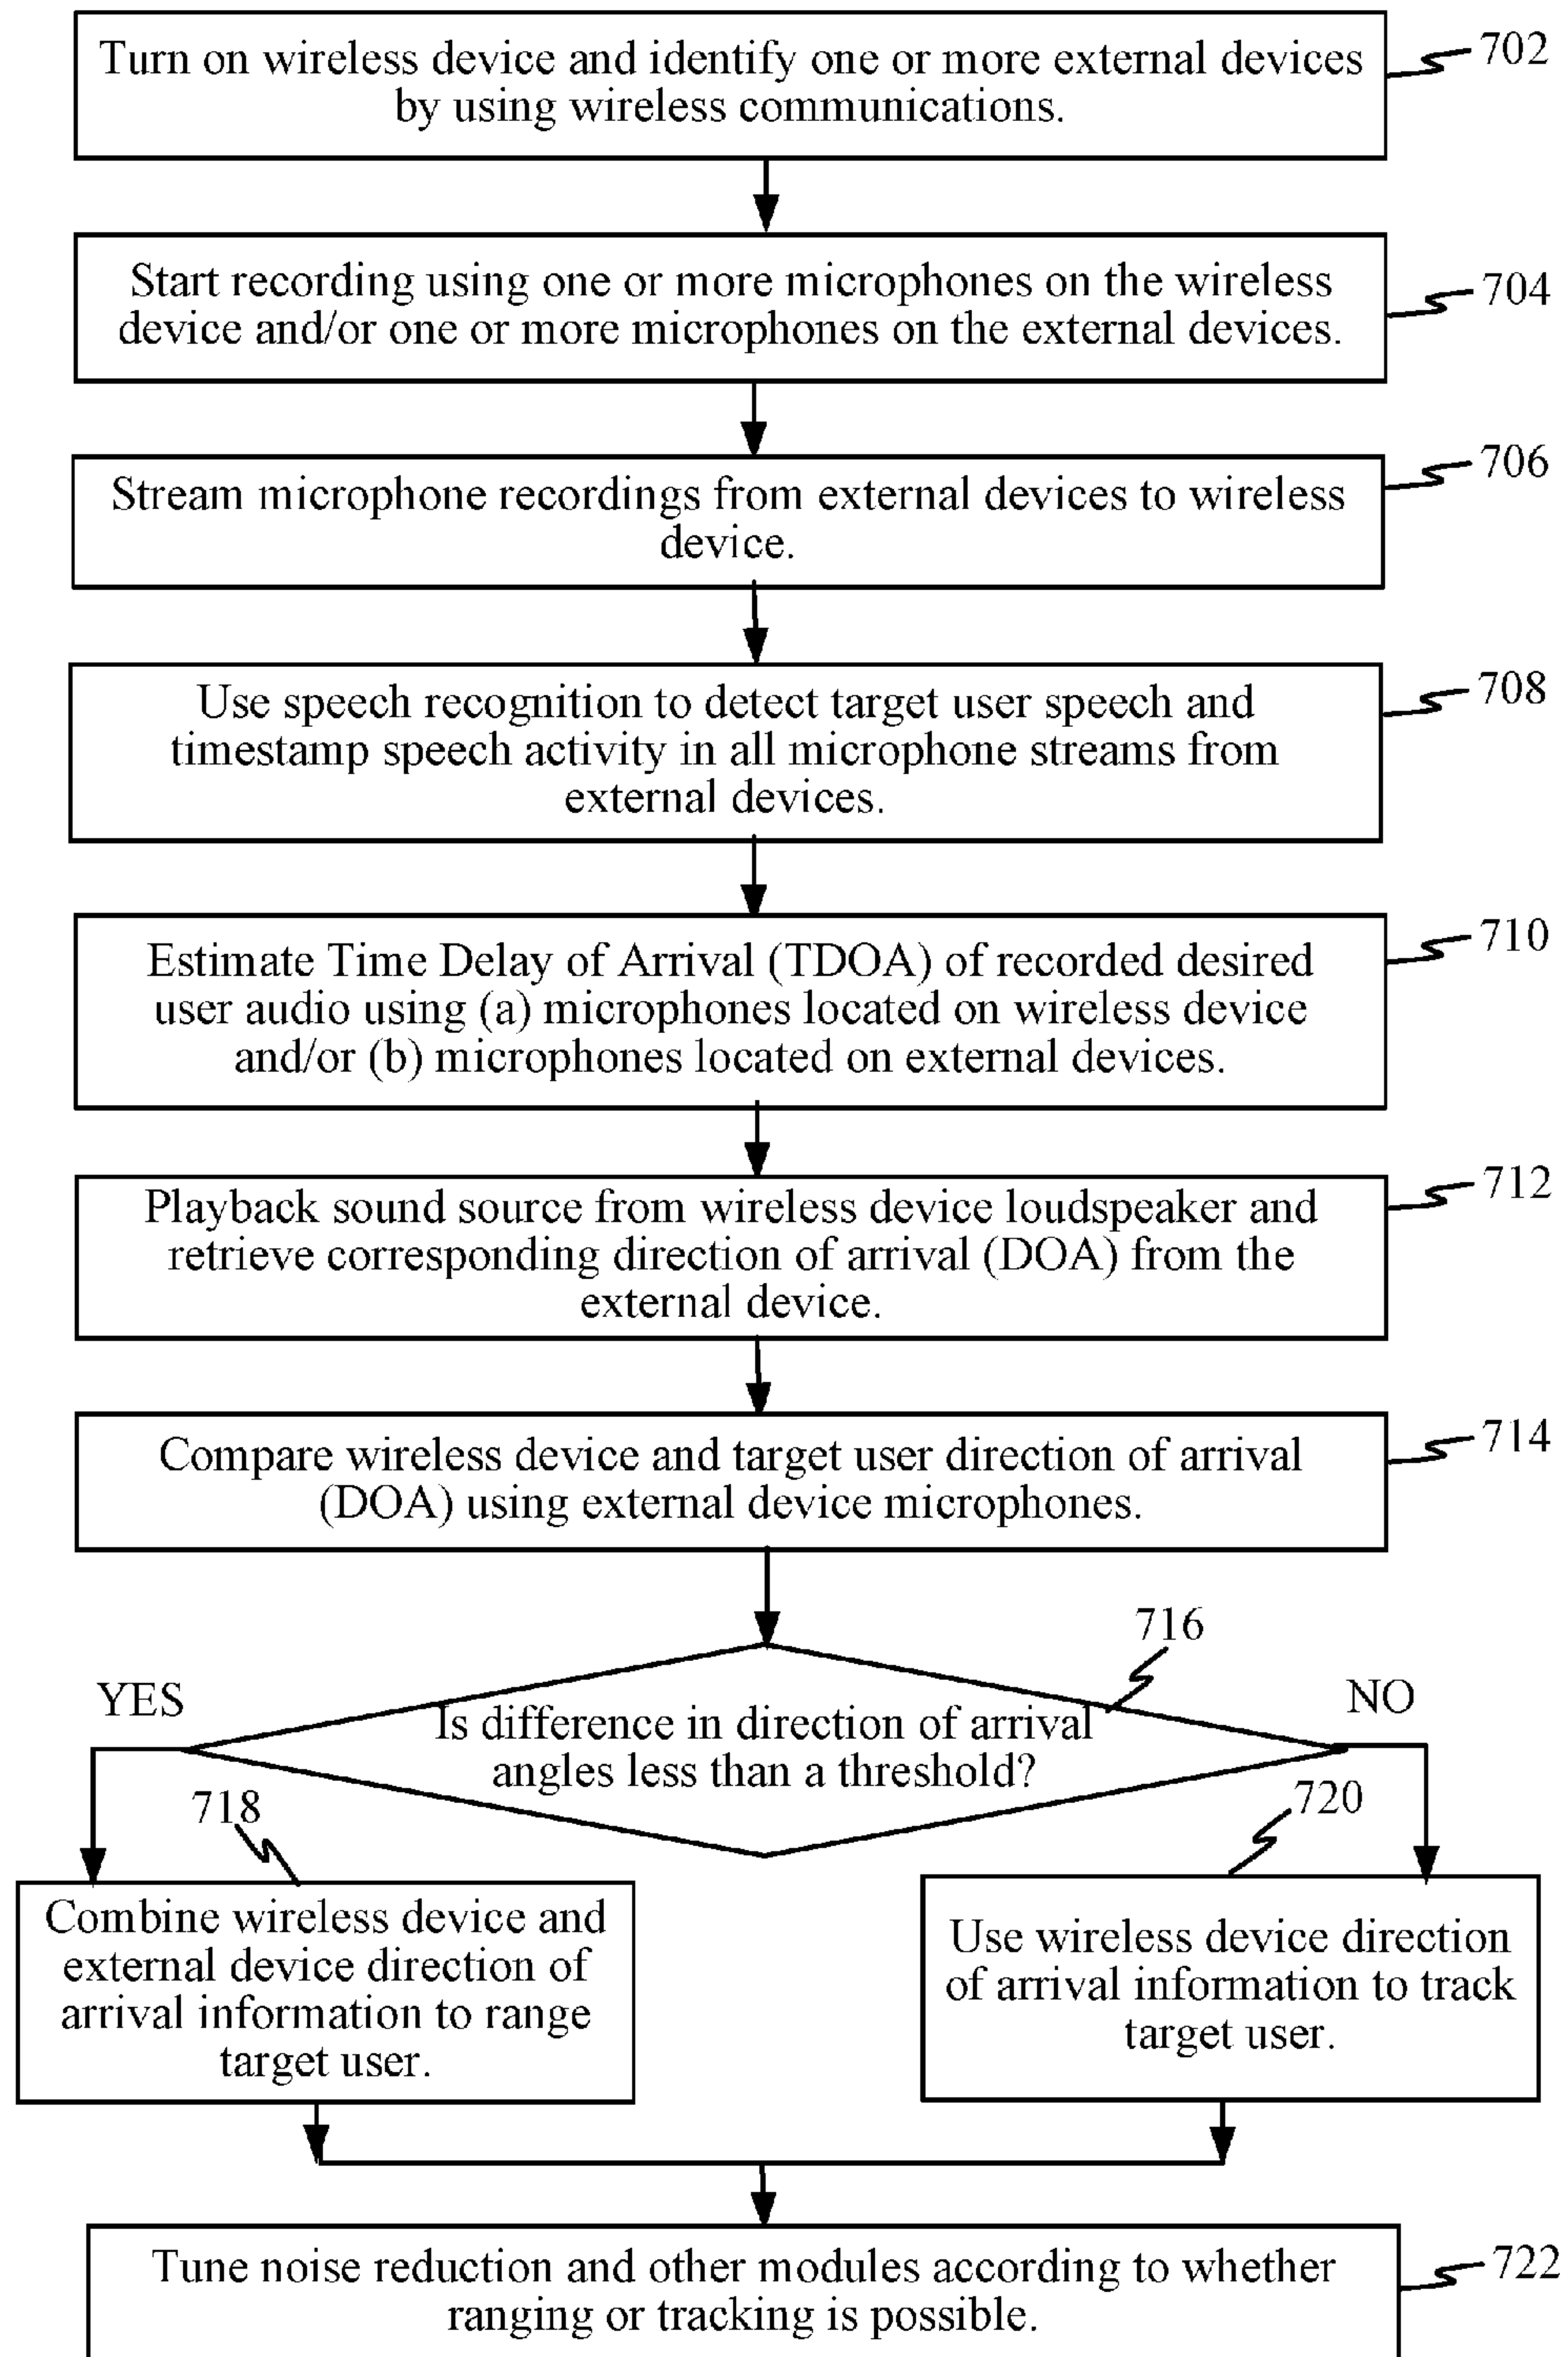 Turn on wireless device and identify one or more external devices
by using wireless communications.
702
Start recording using one or more microphones on the wireless
device and/or one or more microphones on the external devices.
704
Stream microphone recordings from external devices to wireless
device.
706
Use speech recognition to detect target user speech and
timestamp speech activity in all microphone streams from
external devices.
708
Estimate Time Delay of Arrival (TDOA) of recorded desired
user audio using (a) microphones located on wireless device
and/or (b) microphones located on external devices.
710
Playback sound source from wireless device loudspeaker and
retrieve corresponding direction of arrival (DOA) from the
external device.
712
Compare wireless device and target user direction of arrival
(DOA) using external device microphones.
714
716
YES
NO
Is difference in direction of arrival
angles less than a threshold?
718
720
Combine wireless device and
external device direction of
arrival information to range
target user.
Use wireless device direction
of arrival information to track
target user.
Tune noise reduction and other modules according to whether
ranging or tracking is possible.
722